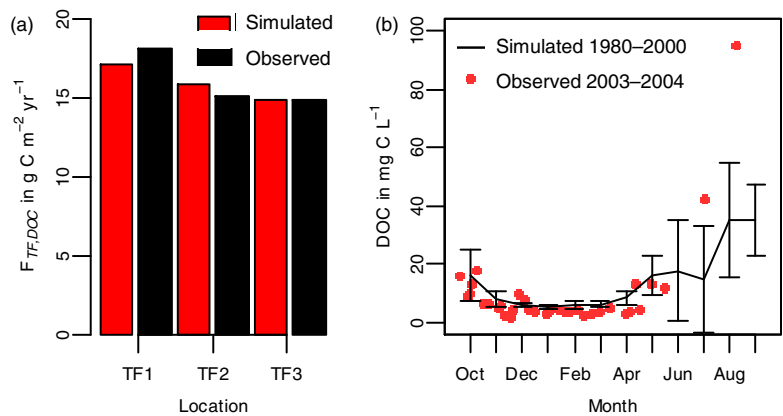 (a)
Simulated
Observed
F_TF,DOC in g C m⁻² yr⁻¹
20
15
10
5
0
TF1 TF2 TF3
Location
(b)
Simulated 1980–2000
Observed 2003–2004
DOC in mg C L⁻¹
100
80
60
40
20
0
Oct Dec Feb Apr Jun Aug
Month